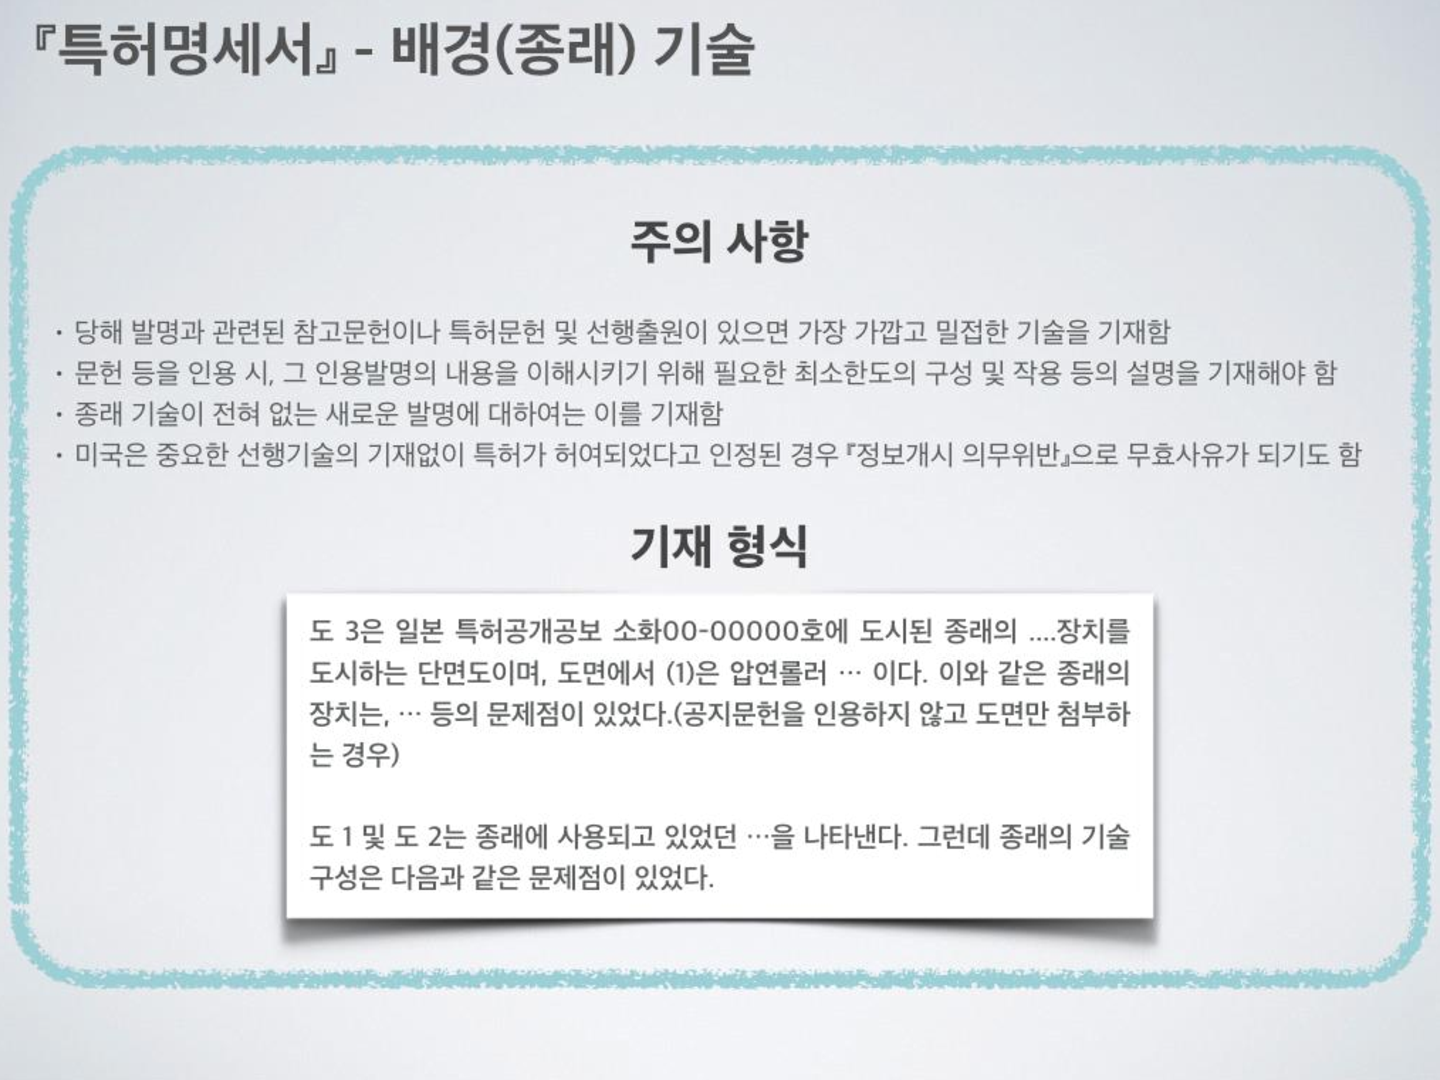 『특허명세서』 - 배경(종래) 기술
주의 사항
• 당해 발명과 관련된 참고문헌이나 특허문헌 및 선행출원이 있으면 가장 가깝고 밀접한 기술을 기재함
• 문헌 등을 인용 시, 그 인용발명의 내용을 이해시키기 위해 필요한 최소한도의 구성 및 작용 등의 설명을 기재해야 함
• 종래 기술이 전혀 없는 새로운 발명에 대하여는 이를 기재함
• 미국은 중요한 선행기술의 기재없이 특허가 허여되었다고 인정된 경우 『정보개시 의무위반』으로 무효사유가 되기도 함
기재 형식
도 3은 일본 특허공개공보 소화00-00000호에 도시된 종래의 ....장치를
도시하는 단면도이며, 도면에서 (1)은 압연롤러 … 이다. 이와 같은 종래의
장치는, … 등의 문제점이 있었다.(공지문헌을 인용하지 않고 도면만 첨부하
는 경우)
도 1 및 도 2는 종래에 사용되고 있었던 …을 나타낸다. 그런데 종래의 기술
구성은 다음과 같은 문제점이 있었다.